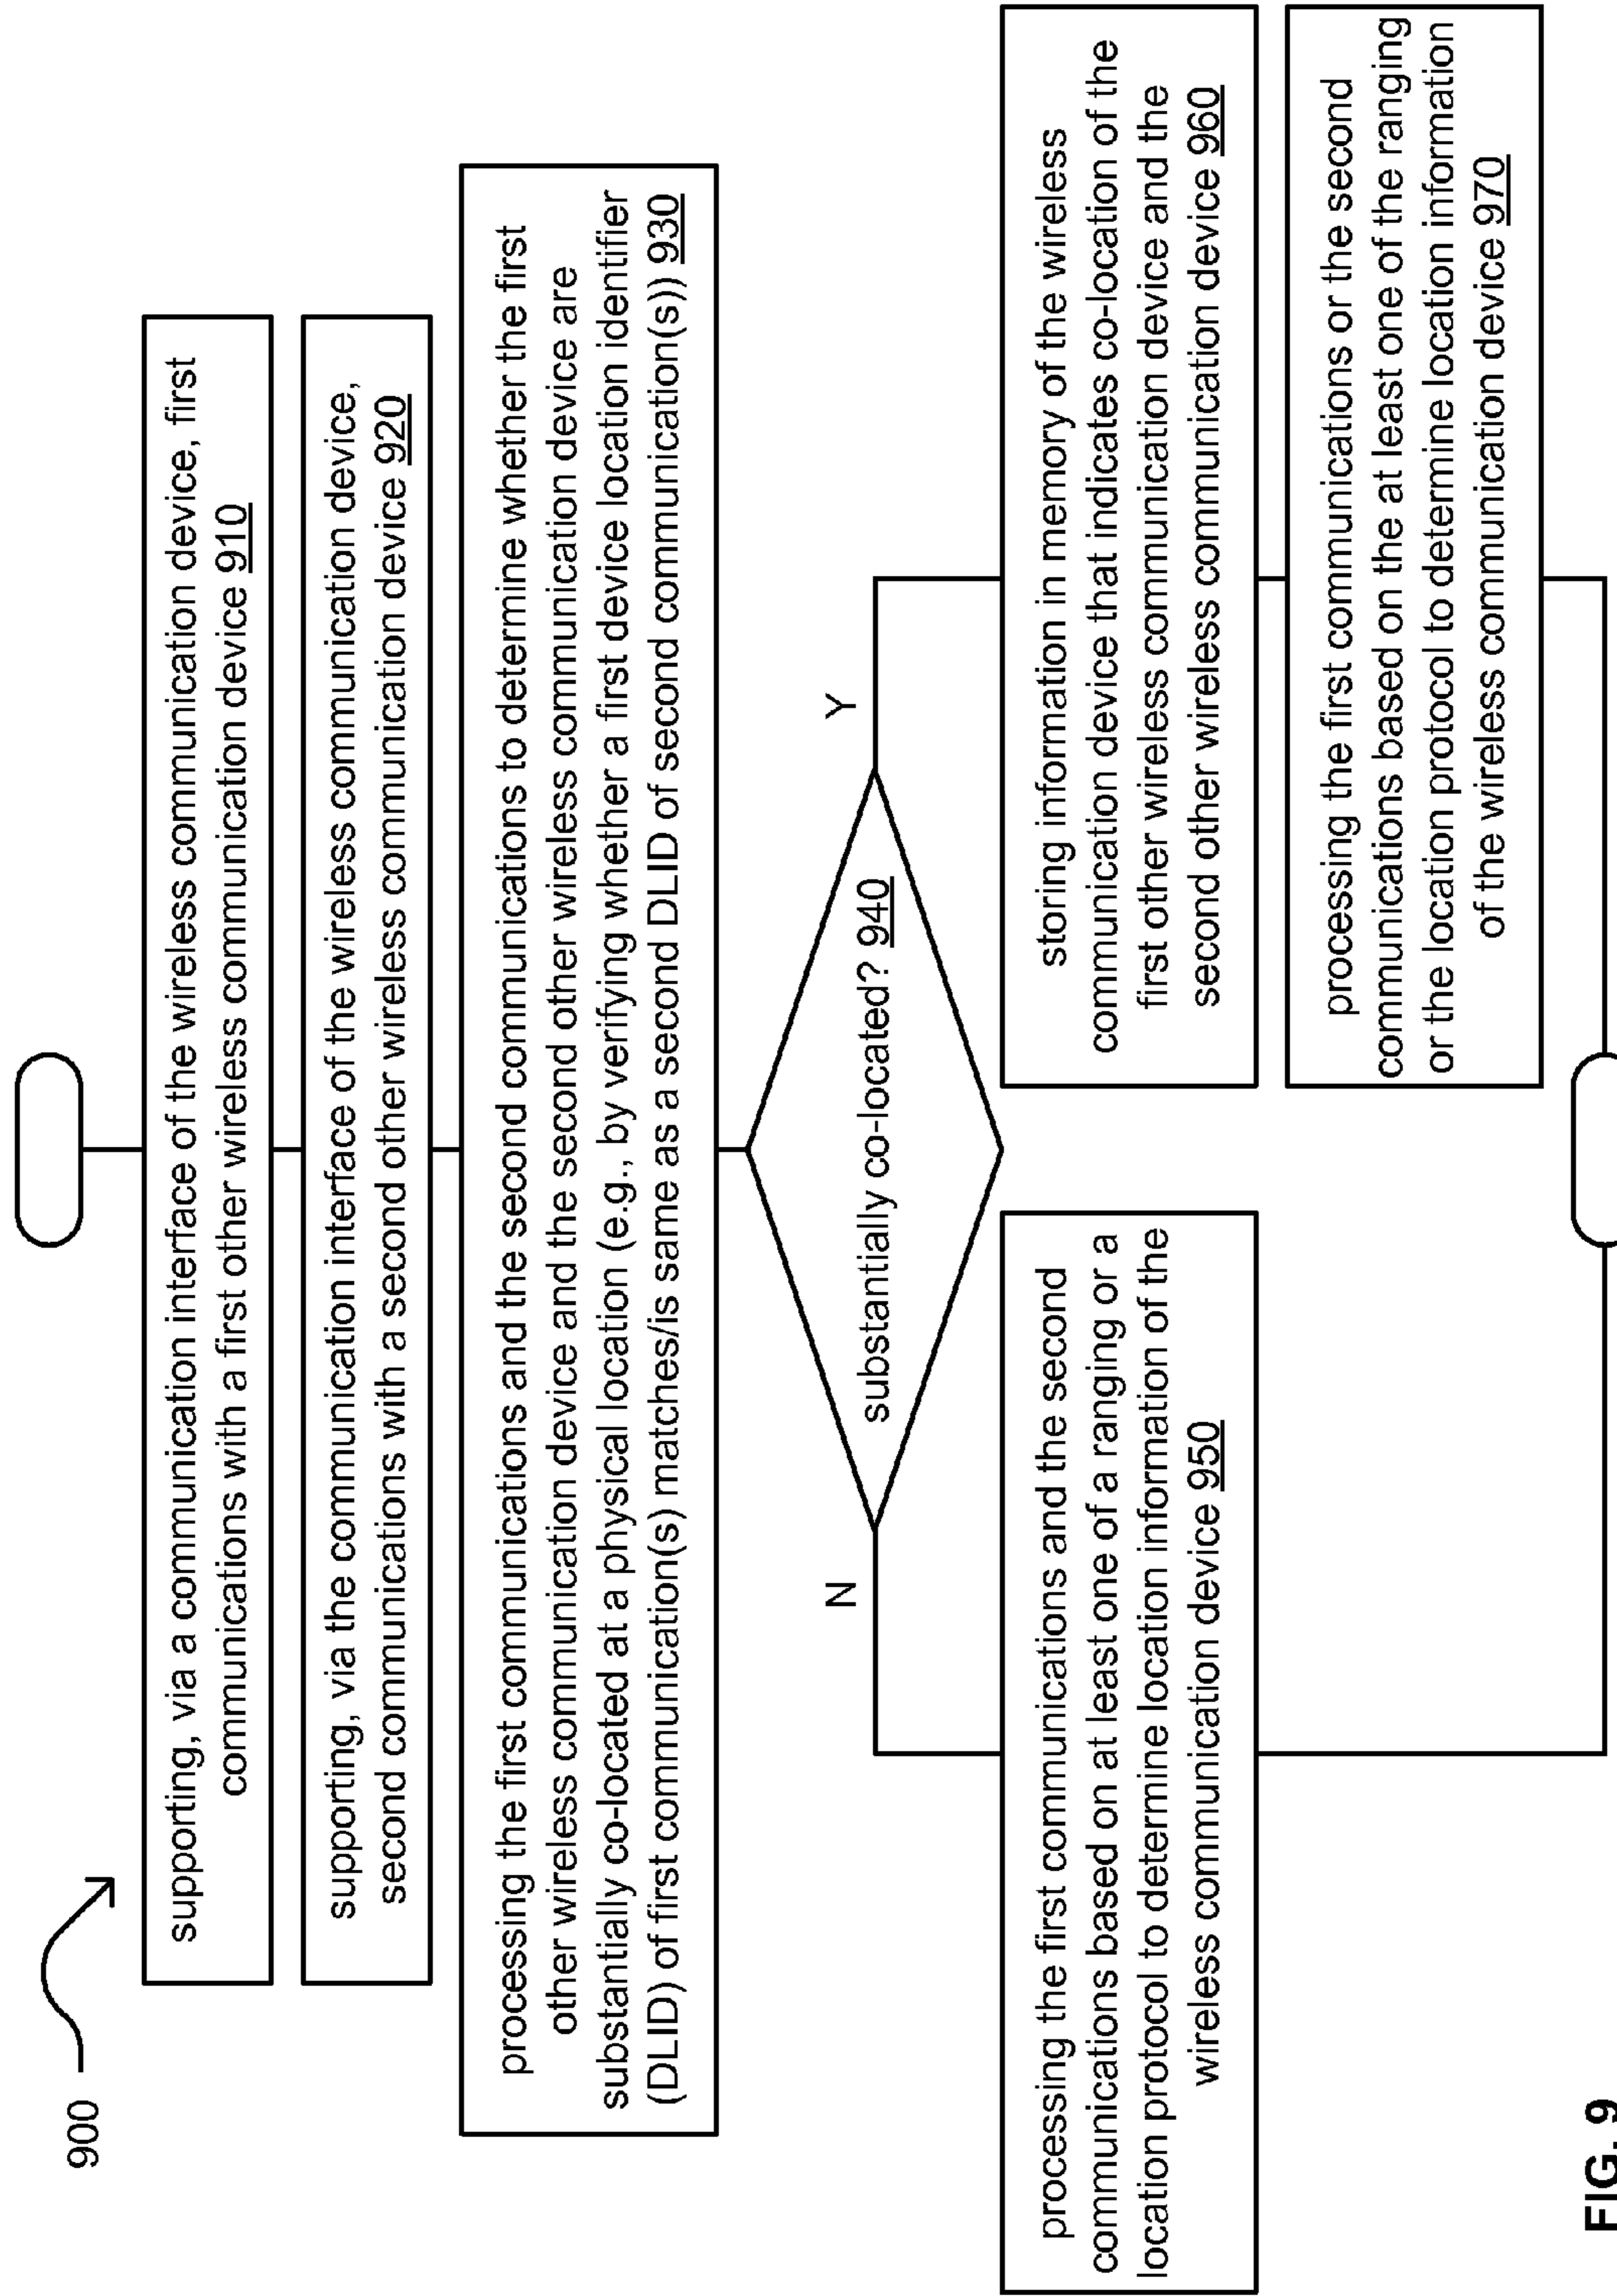 900
supporting, via a communication interface of the wireless communication device, first
communications with a first other wireless communication device 910
supporting, via the communication interface of the wireless communication device,
second communications with a second other wireless communication device 920
processing the first communications and the second communications to determine whether the first
other wireless communication device and the second other wireless communication device are
substantially co-located at a physical location (e.g., by verifying whether a first device location identifier
(DLID) of first communication(s) matches/is same as a second DLID of second communication(s)) 930
substantially co-located? 940
N
Y
processing the first communications and the second
communications based on at least one of a ranging or a
location protocol to determine location information of the
wireless communication device 950
storing information in memory of the wireless
communication device that indicates co-location of the
first other wireless communication device and the
second other wireless communication device 960
processing the first communications or the second
communications based on the at least one of the ranging
or the location protocol to determine location information
of the wireless communication device 970
FIG. 9